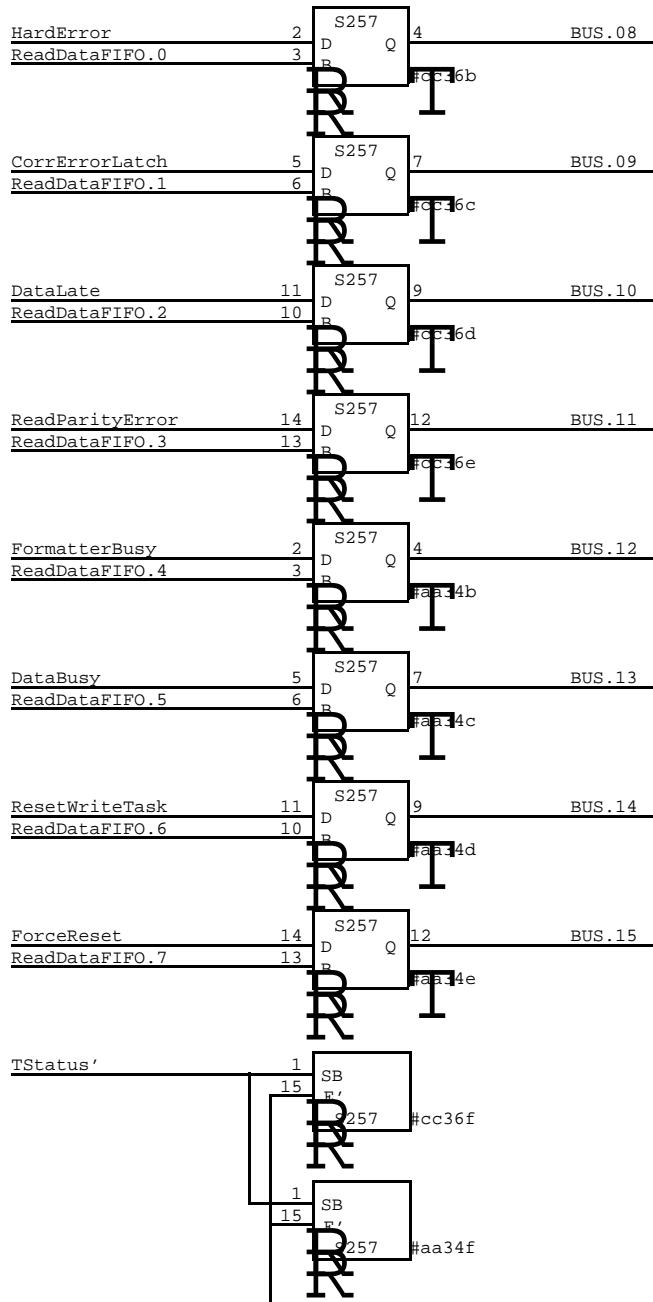 S257
HardError 2 D Q 4 BUS.08
ReadDataFIFO.0 3 B
#cc36b
R T
R
R
S257
CorrErrorLatch 5 D Q 7 BUS.09
ReadDataFIFO.1 6 B
#cc36c
R T
R
R
S257
DataLate 11 D Q 9 BUS.10
ReadDataFIFO.2 10 B
#cc36d
R T
R
R
S257
ReadParityError 14 D Q 12 BUS.11
ReadDataFIFO.3 13 B
#cc36e
R T
R
R
S257
FormatterBusy 2 D Q 4 BUS.12
ReadDataFIFO.4 3 B
#aa34b
R T
R
R
S257
DataBusy 5 D Q 7 BUS.13
ReadDataFIFO.5 6 B
#aa34c
R T
R
R
S257
ResetWriteTask 11 D Q 9 BUS.14
ReadDataFIFO.6 10 B
#aa34d
R T
R
R
S257
ForceReset 14 D Q 12 BUS.15
ReadDataFIFO.7 13 B
#aa34e
R T
R
R
TStatus' 1 SB
15 E'
S257 #cc36f
R
R
R
1 SB
15 E'
S257 #aa34f
R
R
R